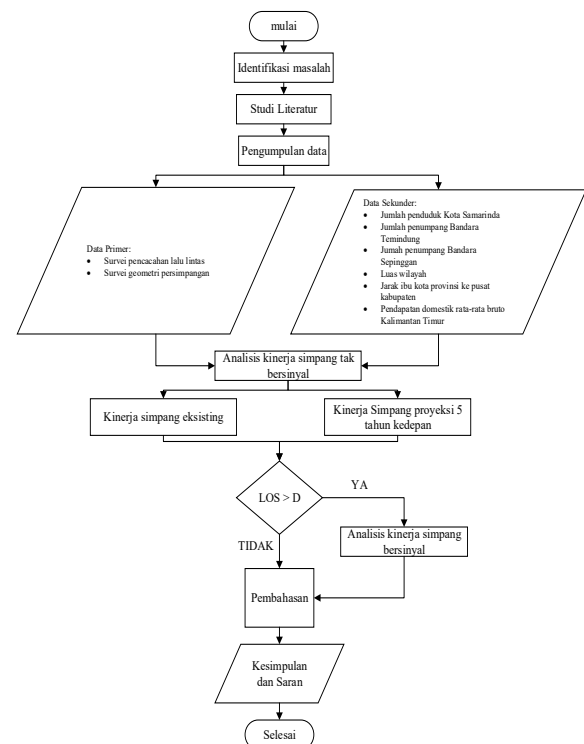 mulai
Identifikasi masalah
Studi Literatur
Pengumpulan data
Data Primer:
• Survei pencacahan lalu lintas
• Survei geometri persimpangan
Data Sekunder:
• Jumlah penduduk Kota Samarinda
• Jumlah penumpang Bandara
Temindung
• Jumah penumpang Bandara
Sepinggan
• Luas wilayah
• Jarak ibu kota provinsi ke pusat
kabupaten
• Pendapatan domestik rata-rata bruto
Kalimantan Timur
Analisis kinerja simpang tak
bersinyal
Kinerja simpang eksisting
Kinerja Simpang proyeksi 5
tahun kedepan
LOS > D
YA
TIDAK
Analisis kinerja simpang
bersinyal
Pembahasan
Kesimpulan
dan Saran
Selesai